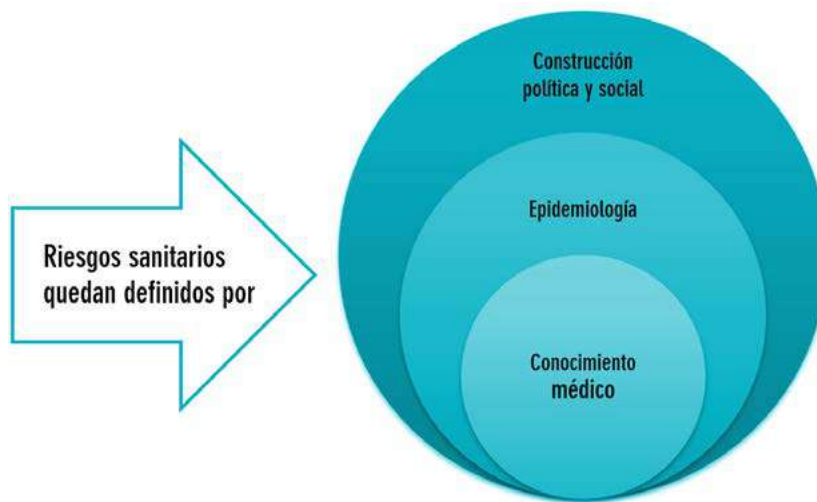 Riesgos sanitarios
quedan definidos por
Construcción
política y social
Epidemiología
Conocimiento
médico